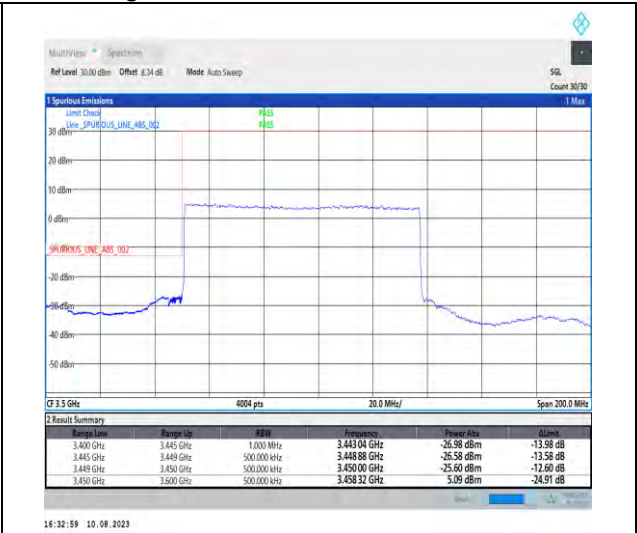 MultiView Spectrum
Ref Level 30.00 dBm Offset 8.34 dB Mode Auto Sweep SGL
Count 30/30
1 Spurious Emissions 1 Max
Limit Check PASS
Line _SPURIOUS_LINE_ABS_002 PASS
30 dBm
20 dBm
10 dBm
0 dBm
_SPURIOUS_LINE_ABS_002
-20 dBm
-30 dBm
-40 dBm
-50 dBm
CF 3.5 GHz 4004 pts 20.0 MHz/ Span 200.0 MHz
2 Result Summary
Range Low Range Up RBW Frequency Power Abs ΔLimit
3.400 GHz 3.445 GHz 1.000 MHz 3.443 04 GHz -26.98 dBm -13.98 dB
3.445 GHz 3.449 GHz 500.000 kHz 3.448 88 GHz -26.58 dBm -13.58 dB
3.449 GHz 3.450 GHz 500.000 kHz 3.450 00 GHz -25.60 dBm -12.60 dB
3.450 GHz 3.600 GHz 500.000 kHz 3.458 32 GHz 5.09 dBm -24.91 dB
16:32:59 10.08.2023